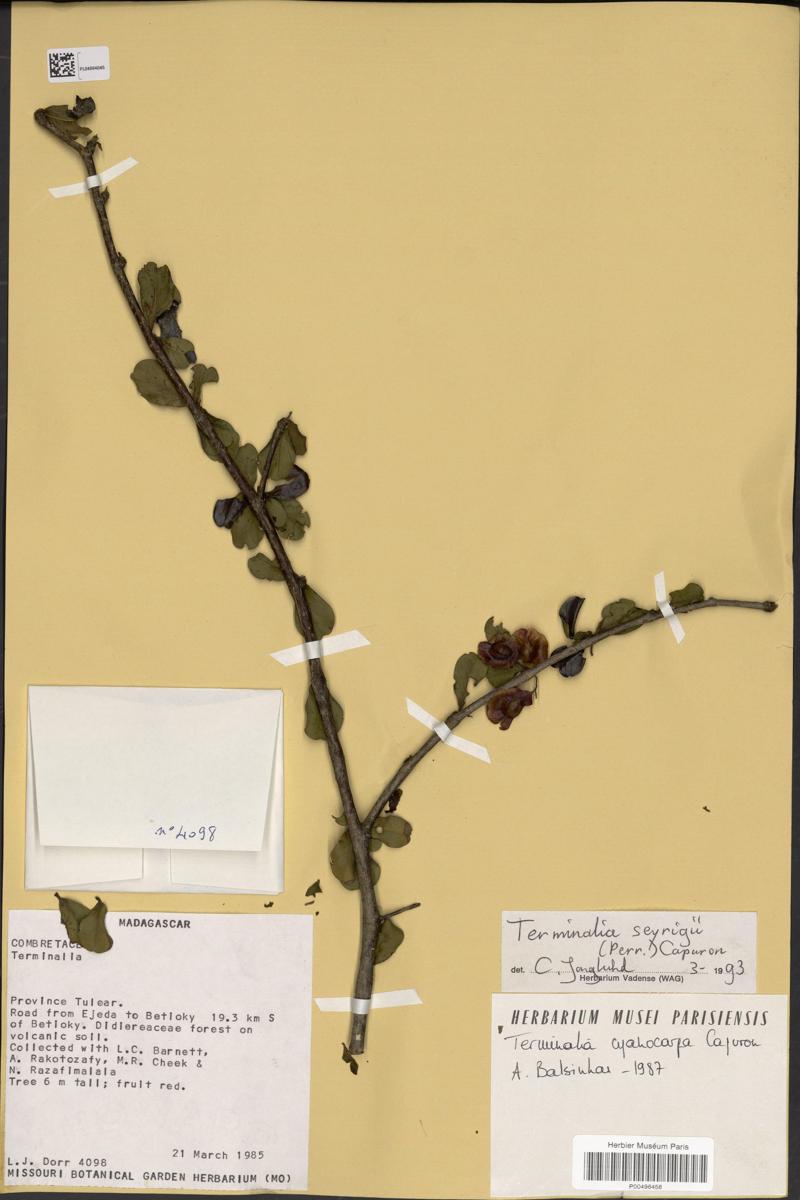 P04664045
nº 4098
MADAGASCAR
COMBRETACE
Terminalia
Province Tulear.
Road from Ejeda to Betioky 19.3 km S
of Betioky. Didiereaceae forest on
volcanic soil.
Collected with L.C. Barnett,
A. Rakotozafy, M.R. Cheek &
N. Razafimalala
Tree 6 m tall; fruit red.
21 March 1985
L.J. Dorr 4098
MISSOURI BOTANICAL GARDEN HERBARIUM (MO)
Terminalia seyrigii
(Perr.) Capuron
det. C. Jongkind 3- 1993
Herbarium Vadense (WAG)
HERBARIUM MUSEI PARISIENSIS
Terminalia cyanocarpa Capuron
A. Balsinhas - 1987
Herbier Muséum Paris
P00496458